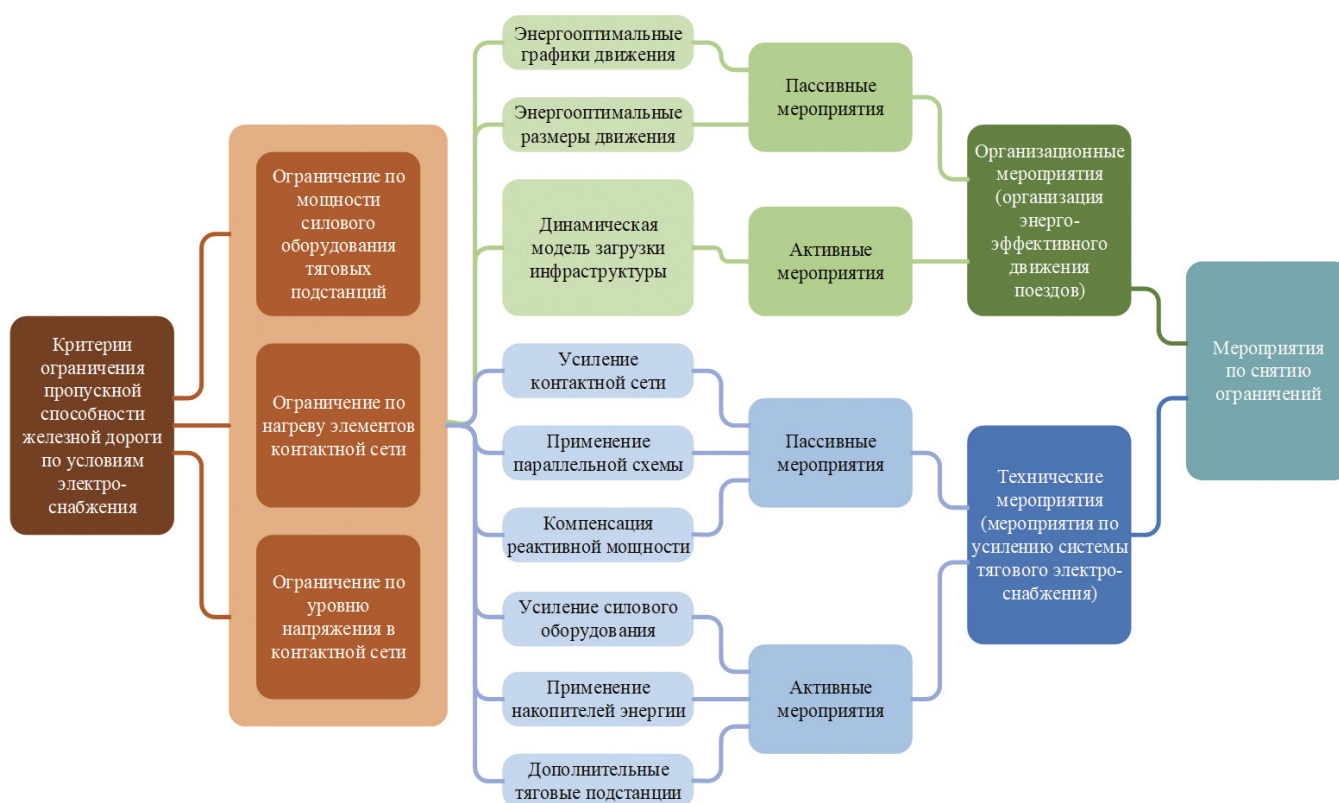 Критерии
ограничения
пропускной
способности
железной дороги
по условиям
электро-
снабжения
Ограничение по
мощности
силового
оборудования
тяговых
подстанций
Ограничение по
нагреву элементов
контактной сети
Ограничение по
уровню
напряжения в
контактной сети
Энергооптимальные
графики движения
Энергооптимальные
размеры движения
Динамическая
модель загрузки
инфраструктуры
Усиление
контактной сети
Применение
параллельной схемы
Компенсация
реактивной мощности
Усиление силового
оборудования
Применение
накопителей энергии
Дополнительные
тяговые подстанции
Пассивные
мероприятия
Активные
мероприятия
Пассивные
мероприятия
Активные
мероприятия
Организационные
мероприятия
(организация
энерго-
эффективного
движения
поездов)
Технические
мероприятия
(мероприятия по
усилению системы
тягового электро-
снабжения)
Мероприятия
по снятию
ограничений